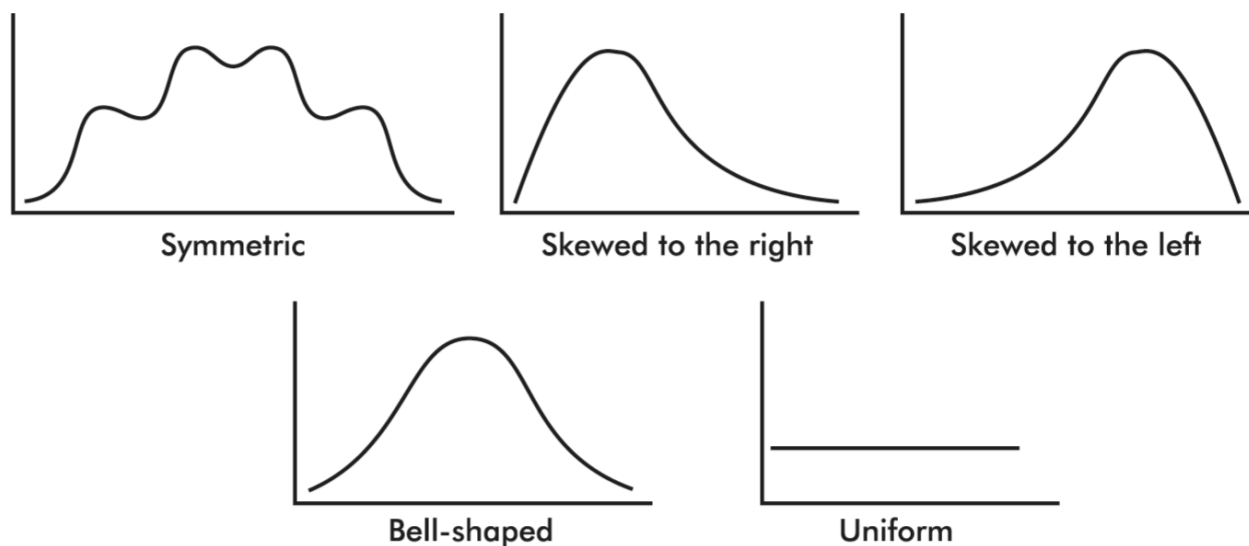 Symmetric
Skewed to the right
Skewed to the left
Bell-shaped
Uniform